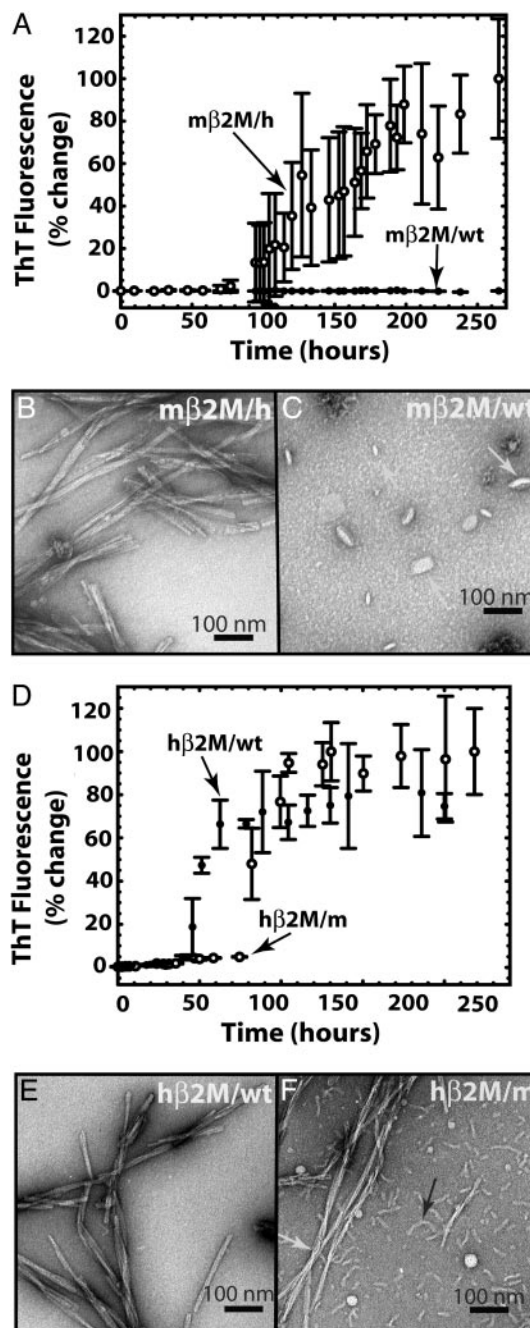 A
ThT Fluorescence
(% change)
120
100
80
60
40
20
0
mβ2M/h
mβ2M/wt
0 50 100 150 200 250
Time (hours)
B mβ2M/h
100 nm
C mβ2M/wt
100 nm
D
ThT Fluorescence
(% change)
120
100
80
60
40
20
0
hβ2M/wt
hβ2M/m
0 50 100 150 200 250
Time (hours)
E hβ2M/wt
100 nm
F hβ2M/m
100 nm